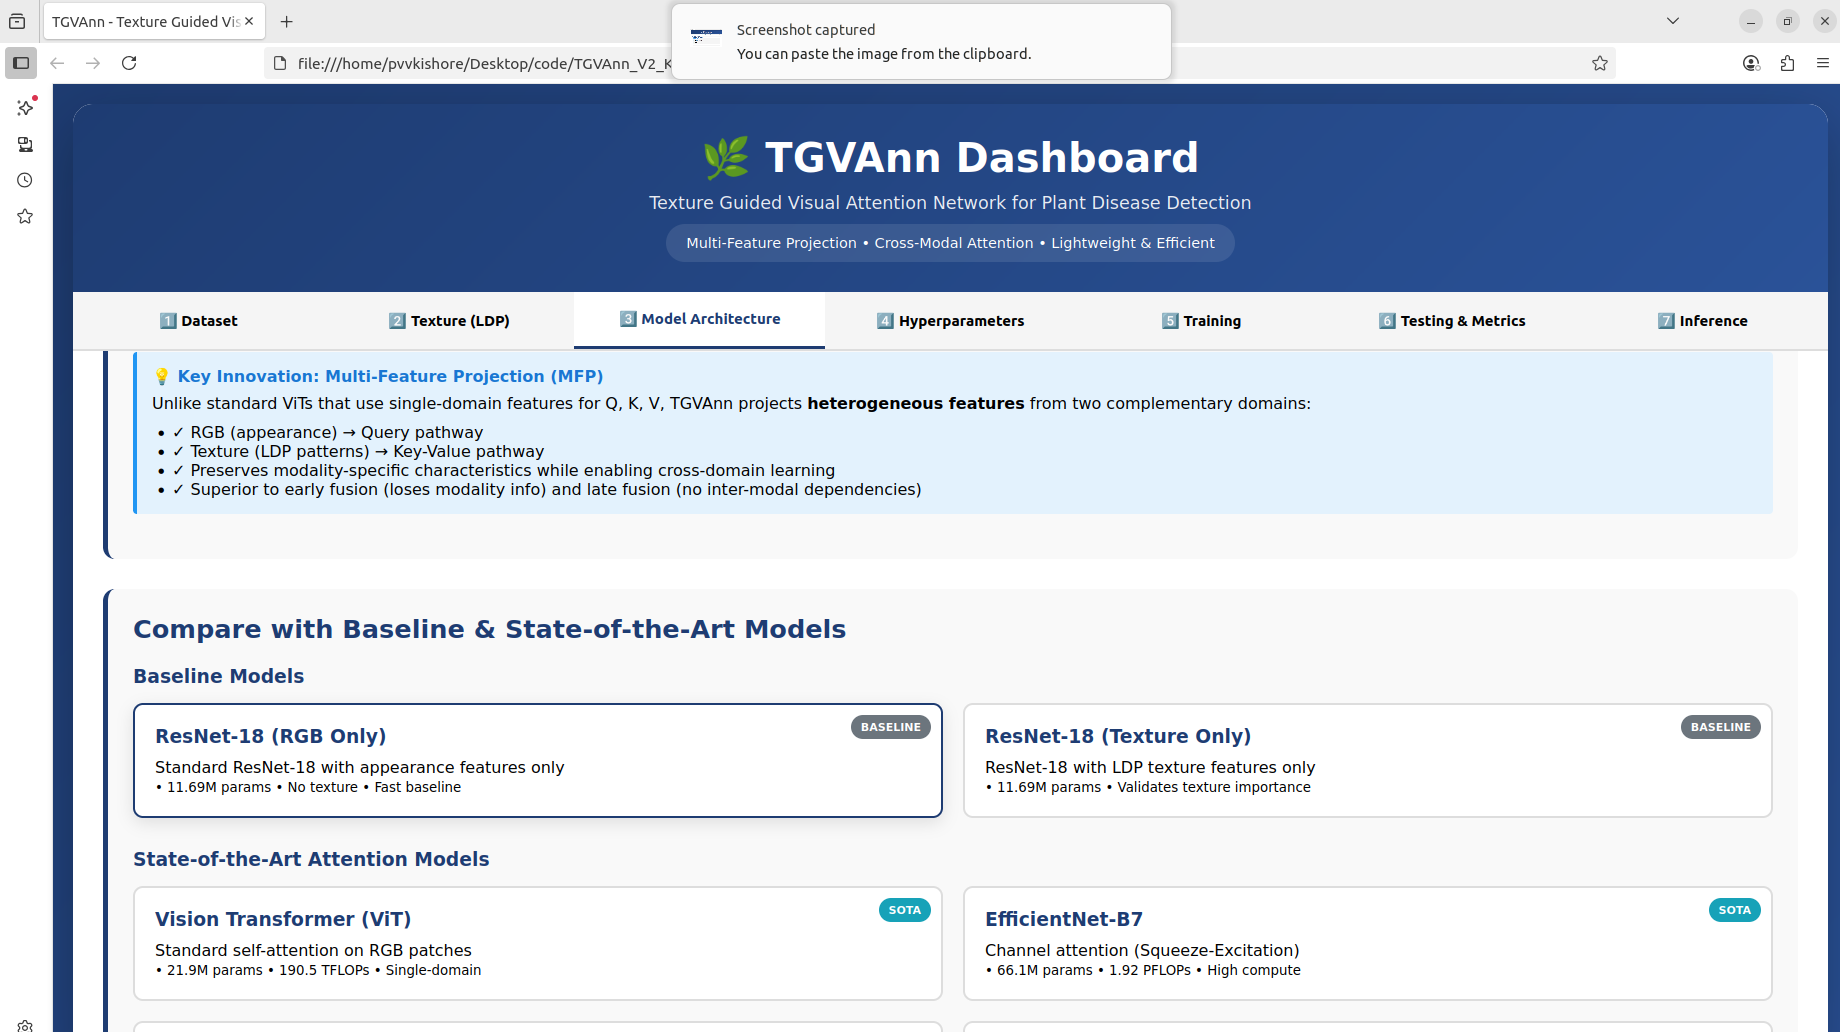 TGVAnn - Texture Guided Vis
Screenshot captured
You can paste the image from the clipboard.
file:///home/pvvkishore/Desktop/code/TGVAnn_V2_K
TGVAnn Dashboard
Texture Guided Visual Attention Network for Plant Disease Detection
Multi-Feature Projection • Cross-Modal Attention • Lightweight & Efficient
1 Dataset
2 Texture (LDP)
3 Model Architecture
4 Hyperparameters
5 Training
6 Testing & Metrics
7 Inference
💡 Key Innovation: Multi-Feature Projection (MFP)
Unlike standard ViTs that use single-domain features for Q, K, V, TGVAnn projects heterogeneous features from two complementary domains:
• ✓ RGB (appearance) → Query pathway
• ✓ Texture (LDP patterns) → Key-Value pathway
• ✓ Preserves modality-specific characteristics while enabling cross-domain learning
• ✓ Superior to early fusion (loses modality info) and late fusion (no inter-modal dependencies)
Compare with Baseline & State-of-the-Art Models
Baseline Models
ResNet-18 (RGB Only)
BASELINE
Standard ResNet-18 with appearance features only
• 11.69M params • No texture • Fast baseline
ResNet-18 (Texture Only)
BASELINE
ResNet-18 with LDP texture features only
• 11.69M params • Validates texture importance
State-of-the-Art Attention Models
Vision Transformer (ViT)
SOTA
Standard self-attention on RGB patches
• 21.9M params • 190.5 TFLOPs • Single-domain
EfficientNet-B7
SOTA
Channel attention (Squeeze-Excitation)
• 66.1M params • 1.92 PFLOPs • High compute